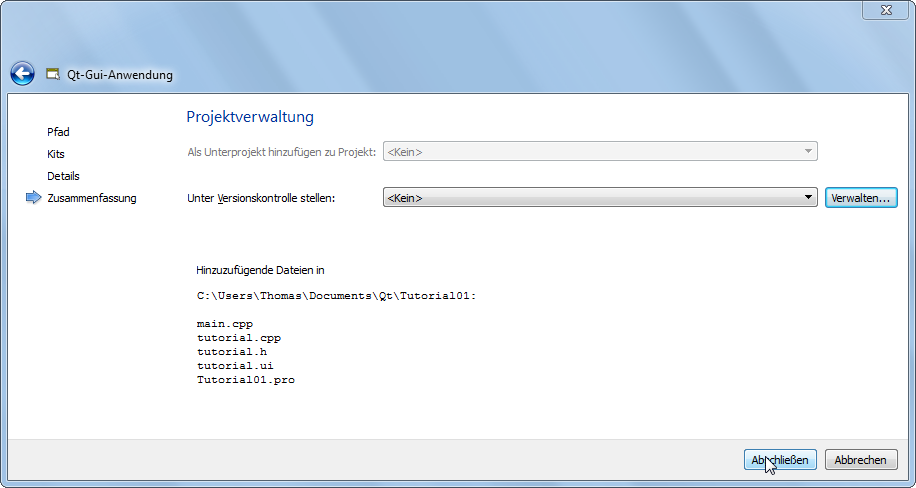 Qt-Gui-Anwendung
Pfad
Kits
Details
Zusammenfassung
Projektverwaltung
Als Unterprojekt hinzufügen zu Projekt: <Kein>
Unter Versionskontrolle stellen: <Kein> Verwalten...
Hinzuzufügende Dateien in
C:\Users\Thomas\Documents\Qt\Tutorial01:
main.cpp
tutorial.cpp
tutorial.h
tutorial.ui
Tutorial01.pro
Abschließen Abbrechen